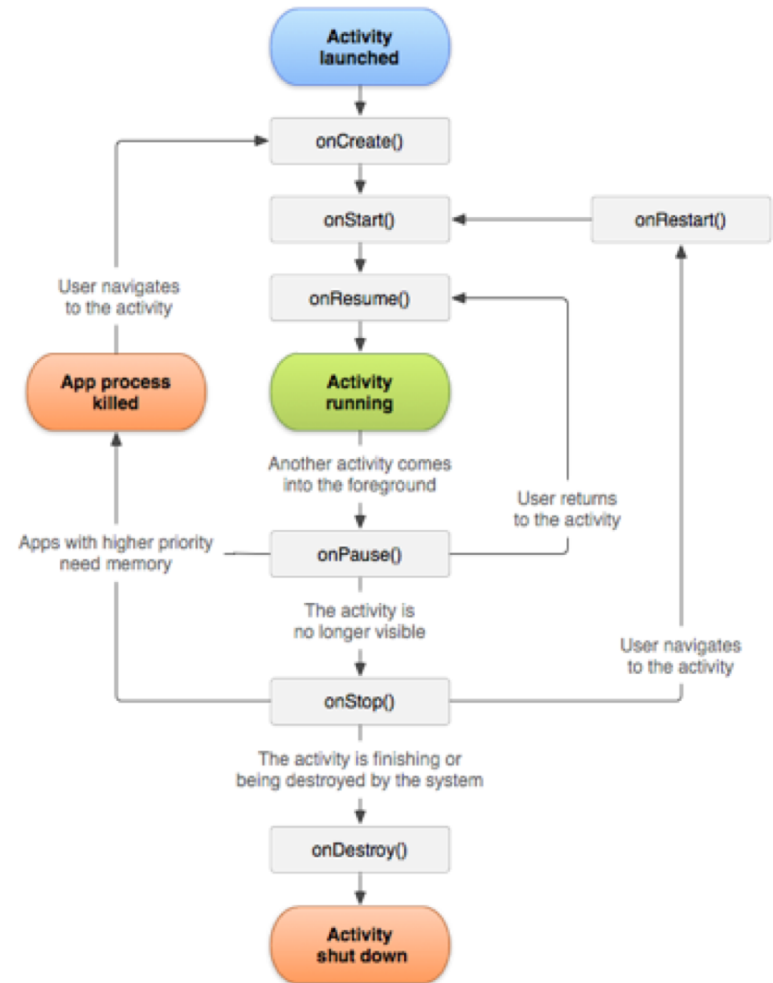 Activity
launched
onCreate()
onStart()
onRestart()
User navigates
to the activity
onResume()
App process
killed
Activity
running
Another activity comes
into the foreground
User returns
to the activity
Apps with higher priority
need memory
onPause()
The activity is
no longer visible
User navigates
to the activity
onStop()
The activity is finishing or
being destroyed by the system
onDestroy()
Activity
shut down